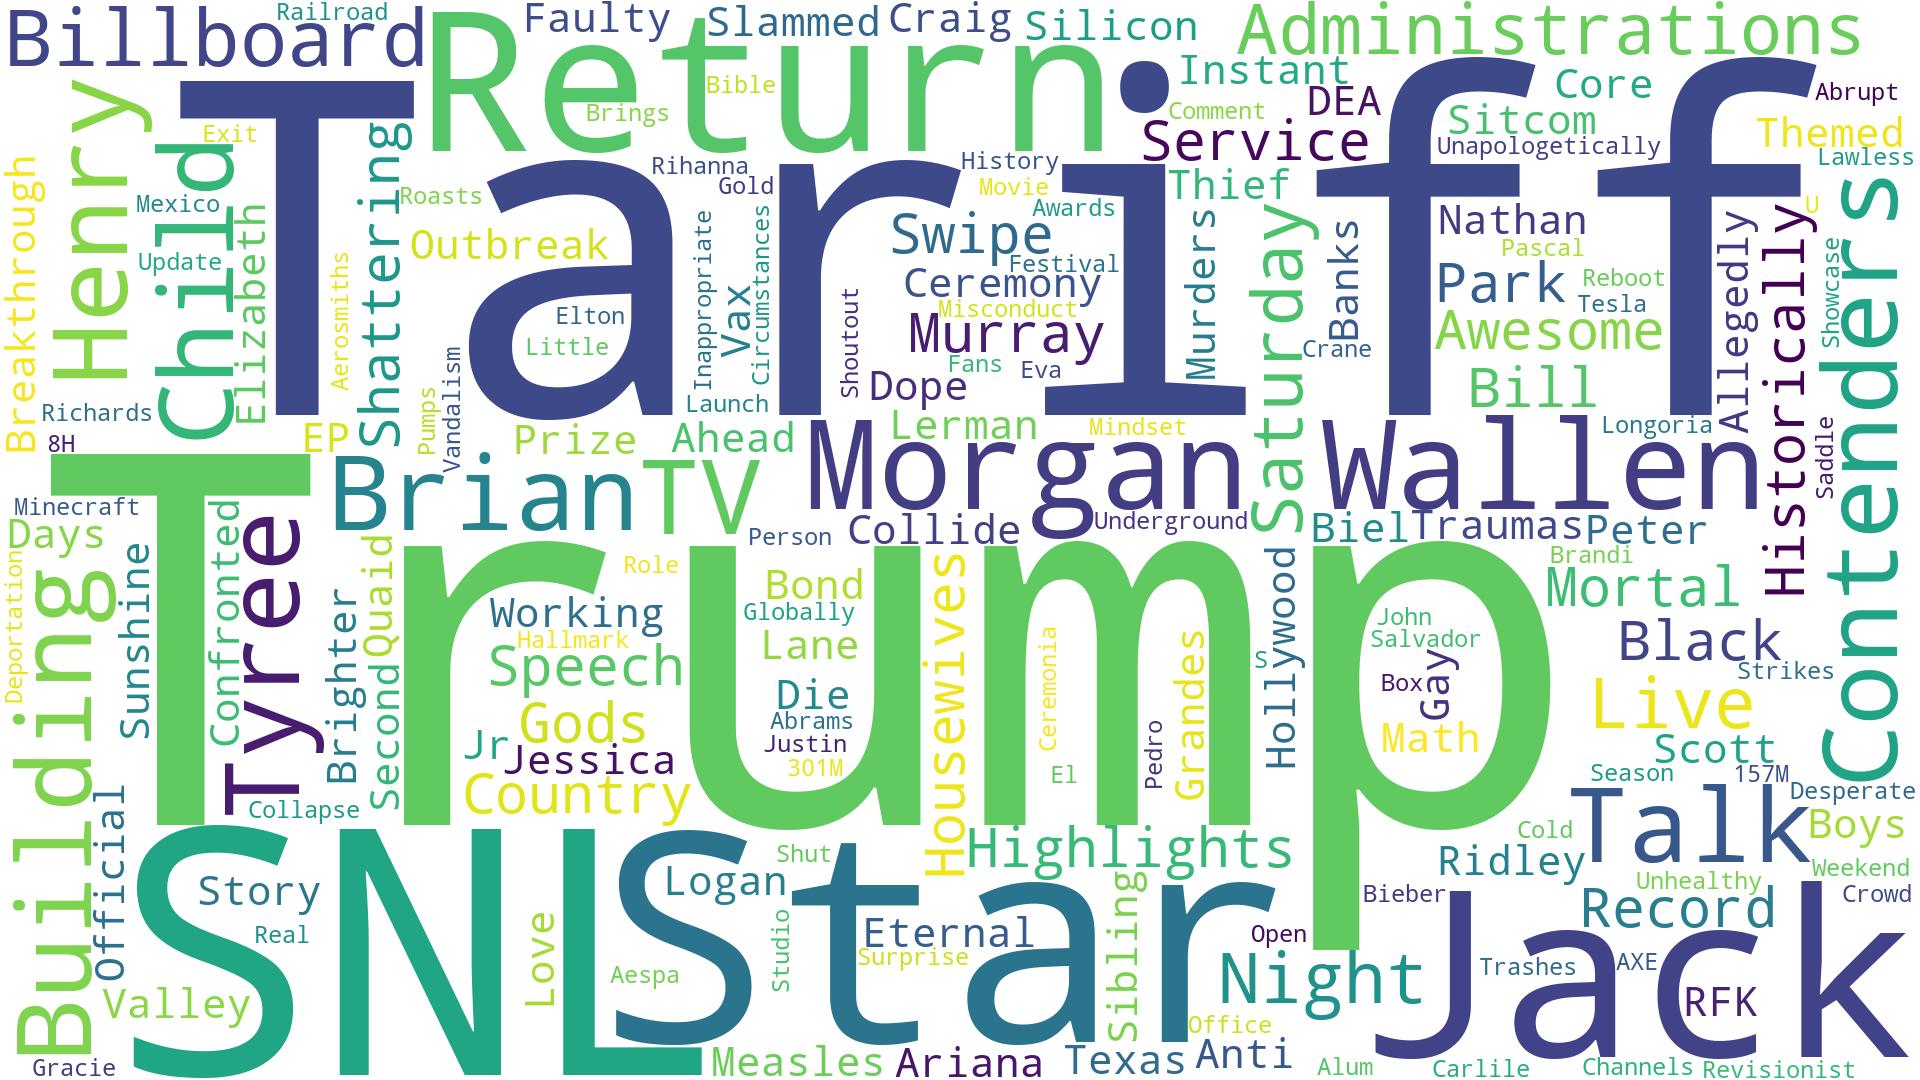 Railroad
Billboard
Return
Faulty
Slammed
Craig
Silicon
Administrations
Henry
Child
Exit
Tariff
Shattering
Brings
Bible
Instant
Comment
DEA
Core
Abrupt
Service
Sitcom
Unapologetically
Themed
Lawless
Breakthrough
Mexico
Update
Elizabeth
Aerosmiths
Roasts
Outbreak
Rihanna
Gold
History
Movie
Awards
Thief
Inappropriate
Vax
Circumstances
Swipe
Festival
Ceremony
Misconduct
Murray
Fans
Eva
Shoutout
Dope
Murders
Saturday
Banks
Crane
Nathan
Pascal
Park
Reboot
Tesla
Awesome
Bill
Allegedly
Historically
U
Showcase
Contenders
Elton
Little
Richards
8H
EP
Pumps
Vandalism
Prize
Launch
Ahead
Lerman
Mindset
Longoria
Saddle
Trump
Brian
TV
Morgan
Wallen
Minecraft
Days
Deportation
Building
Sunshine
Confronted
Tyree
Brighter
Quaid
Second
Person
Collide
Underground
Biel
Traumas
Peter
Brandi
Mortal
Role
Bond
Globally
Working
Hallmark
Speech
Lane
Die
Abrams
Justin
301M
Gods
Jr
Jessica
Country
Housewives
Ceremonia
El
Pedro
Grandes
S
Hollywood
John
Salvador
Box
Gay
Math
Black
Strikes
Live
Scott
Season
157M
Desperate
Collapse
Official
SNL
Story
Real
Valley
Gracie
Love
Star
Logan
Shut
Aespa
Studio
Highlights
Eternal
Surprise
Sibling
Office
Open
Night
Cold
Talk
Boys
Ridley
Weekend
Unhealthy
Bieber
Record
Crowd
Jack
Trashes
AXE
RFK
Measles
Ariana
Texas
Anti
Alum
Carlile
Channels
Revisionist